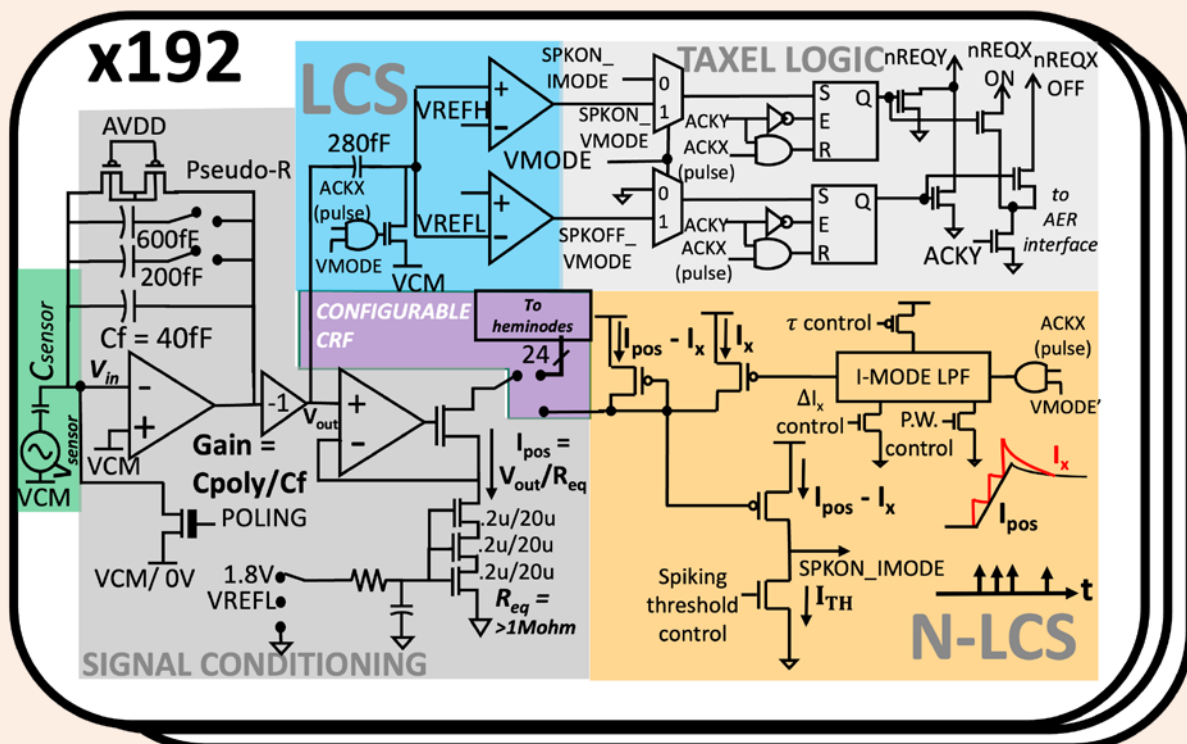 x192
LCS
TAXEL LOGIC
AVDD
Pseudo-R
600fF
200fF
Cf = 40fF
Csensor
Vin
Vsensor
VCM
VCM
-
+
-1
Vout
Gain =
Cpoly/Cf
POLING
VCM/ 0V
1.8V
VREFL
+
-
Ipos =
Vout/Req
.2u/20u
.2u/20u
.2u/20u
Req =
>1Mohm
SIGNAL CONDITIONING
280fF
ACKX
(pulse)
VMODE
VCM
VREFH
VREFL
+
-
+
-
SPKON_
IMODE
SPKON_
VMODE
VMODE
SPKOFF_
VMODE
0
1
0
1
ACKY
ACKX
(pulse)
S
E
R
Q
ACKY
ACKX
(pulse)
S
E
R
Q
nREQY
nREQX
ON
nREQX
OFF
ACKY
to
AER
interface
CONFIGURABLE
CRF
To
heminodes
24
Ipos - Ix
Ix
τ control
I-MODE LPF
ACKX
(pulse)
VMODE'
ΔIx
control
P.W.
control
Ipos - Ix
Ix
Ipos
SPKON_IMODE
Spiking
threshold
control
ITH
t
N-LCS